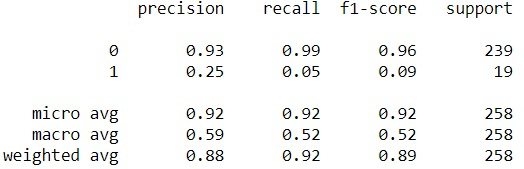 precision recall f1-score support
0 0.93 0.99 0.96 239
1 0.25 0.05 0.09 19
micro avg 0.92 0.92 0.92 258
macro avg 0.59 0.52 0.52 258
weighted avg 0.88 0.92 0.89 258